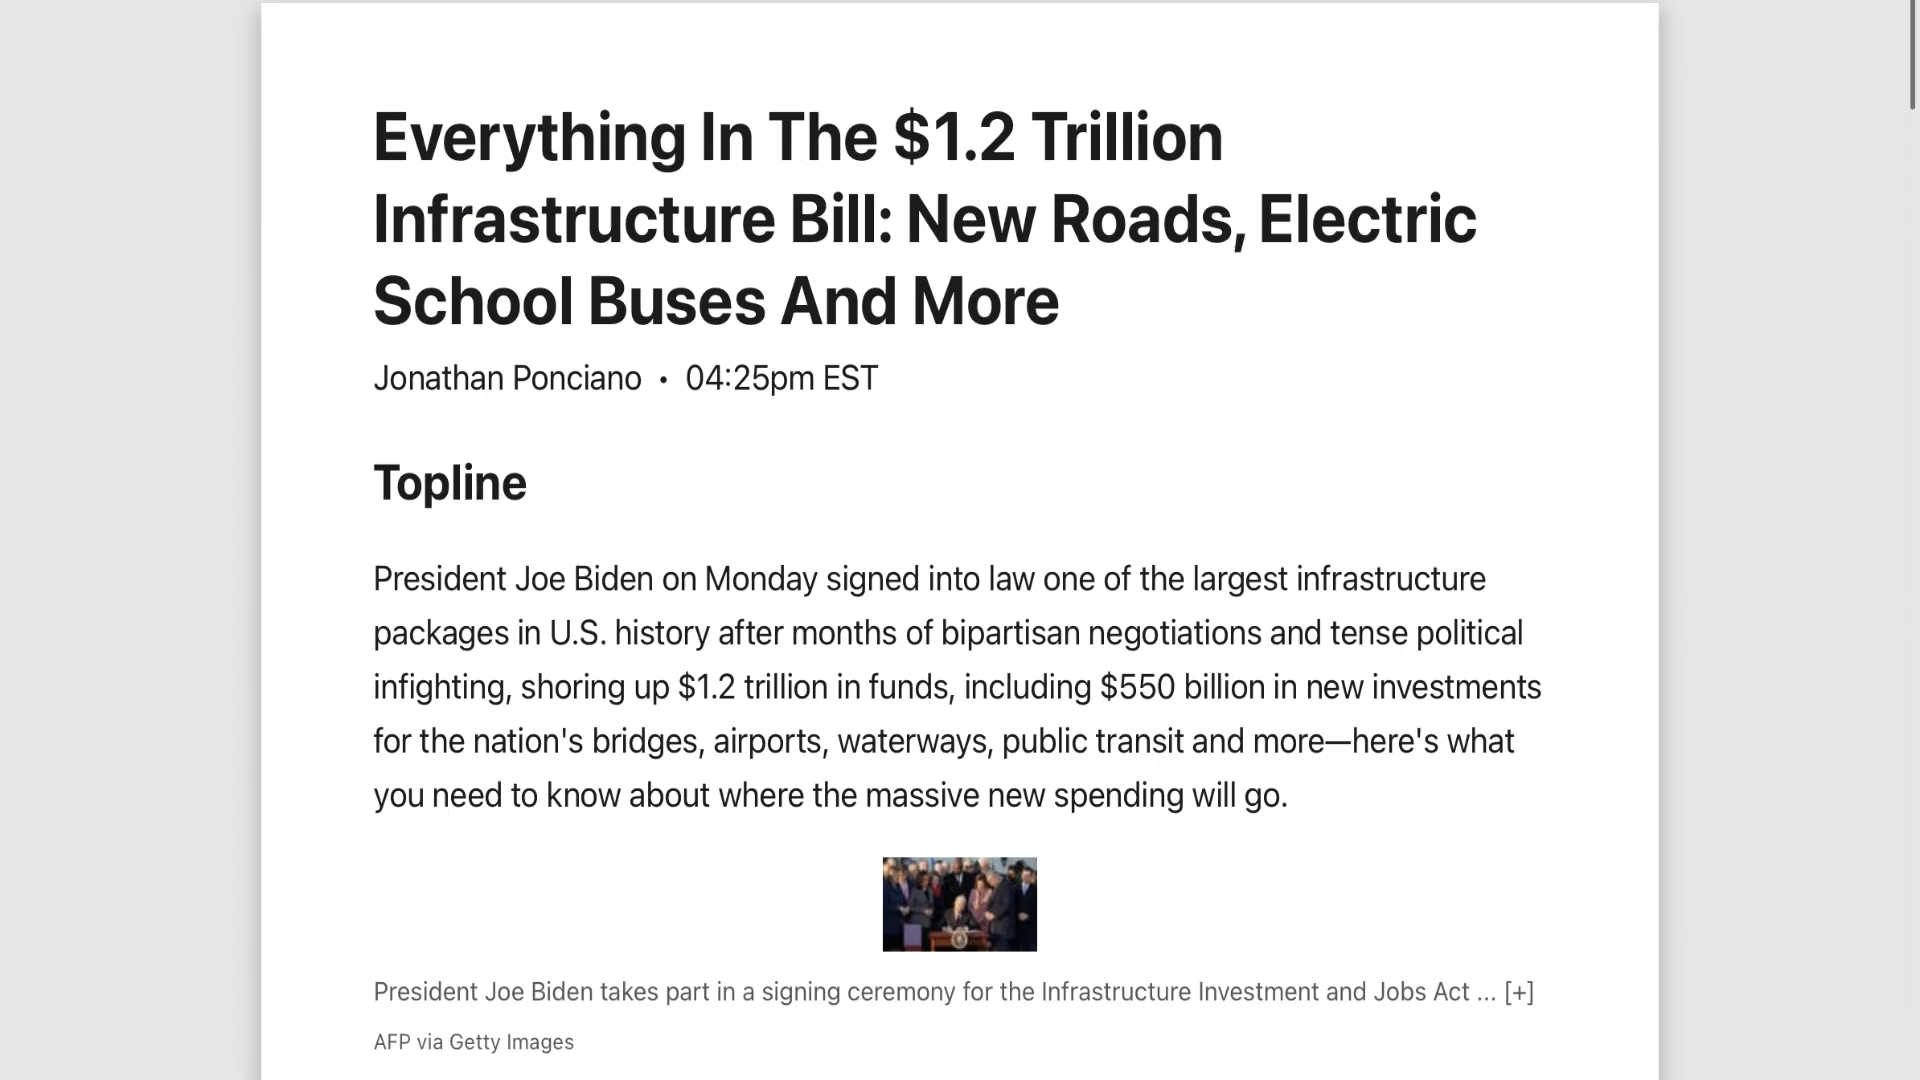 Everything In The $1.2 Trillion
Infrastructure Bill: New Roads, Electric
School Buses And More
Jonathan Ponciano • 04:25pm EST
Topline
President Joe Biden on Monday signed into law one of the largest infrastructure
packages in U.S. history after months of bipartisan negotiations and tense political
infighting, shoring up $1.2 trillion in funds, including $550 billion in new investments
for the nation's bridges, airports, waterways, public transit and more—here's what
you need to know about where the massive new spending will go.
President Joe Biden takes part in a signing ceremony for the Infrastructure Investment and Jobs Act ... [+]
AFP via Getty Images